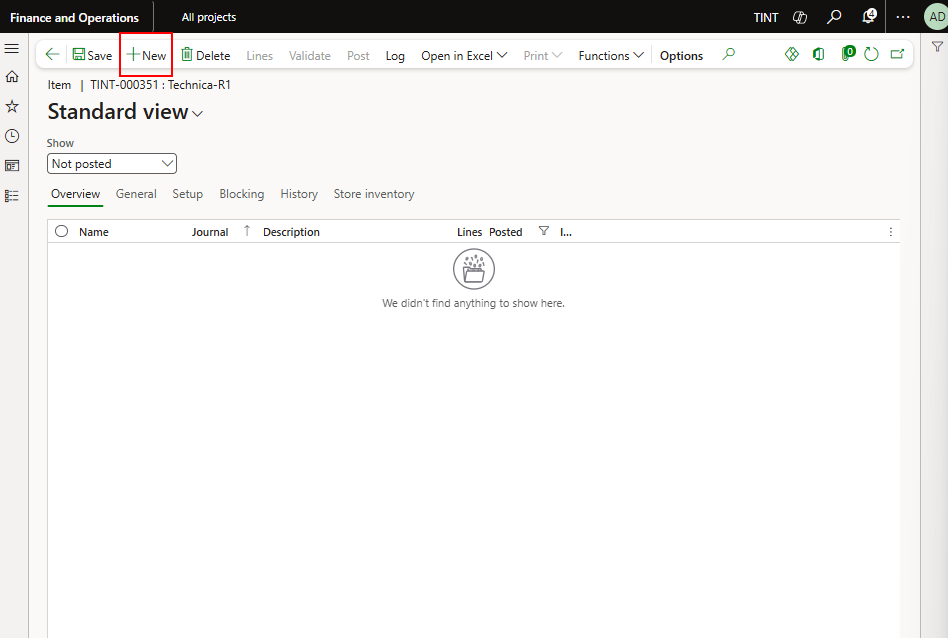 Finance and Operations All projects TINT 4 AD
Save New Delete Lines Validate Post Log Open in Excel Print Functions Options 0
Item | TINT-000351 : Technica-R1
Standard view
Show
Not posted
Overview General Setup Blocking History Store inventory
Name Journal Description Lines Posted I...
We didn't find anything to show here.